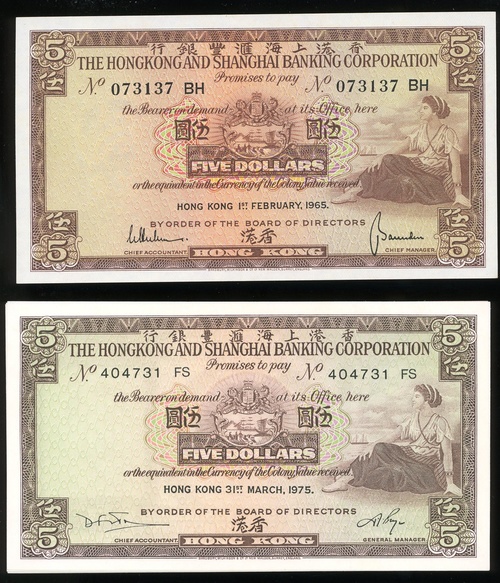 5 行銀豐滙海上港香 5
THE HONGKONG AND SHANGHAI BANKING CORPORATION
伍 Promises to pay 伍
Nº 073137 BH Nº 073137 BH
the Bearer on demand at its Office here
圓伍 圓伍
FIVE DOLLARS
or the equivalent in the Currency of the Colony Value received.
HONG KONG 1ST FEBRUARY, 1965.
伍 BY ORDER OF THE BOARD OF DIRECTORS 伍
港香
5 CHIEF ACCOUNTANT. HONG KONG CHIEF MANAGER. 5
5 行銀豐滙海上港香 5
THE HONGKONG AND SHANGHAI BANKING CORPORATION
伍 Promises to pay 伍
Nº 404731 FS Nº 404731 FS
the Bearer on demand at its Office here
圓伍 圓伍
FIVE DOLLARS
or the equivalent in the Currency of the Colony Value received.
HONG KONG 31ST MARCH, 1975.
伍 BY ORDER OF THE BOARD OF DIRECTORS 伍
港香
5 CHIEF ACCOUNTANT HONG KONG GENERAL MANAGER. 5